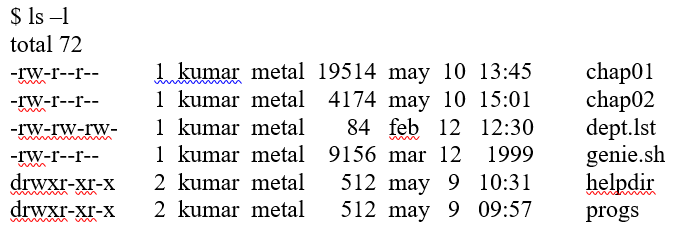 $ ls –l
total 72
-rw-r--r-- 1 kumar metal 19514 may 10 13:45 chap01
-rw-r--r-- 1 kumar metal 4174 may 10 15:01 chap02
-rw-rw-rw- 1 kumar metal 84 feb 12 12:30 dept.lst
-rw-r--r-- 1 kumar metal 9156 mar 12 1999 genie.sh
drwxr-xr-x 2 kumar metal 512 may 9 10:31 helpdir
drwxr-xr-x 2 kumar metal 512 may 9 09:57 progs